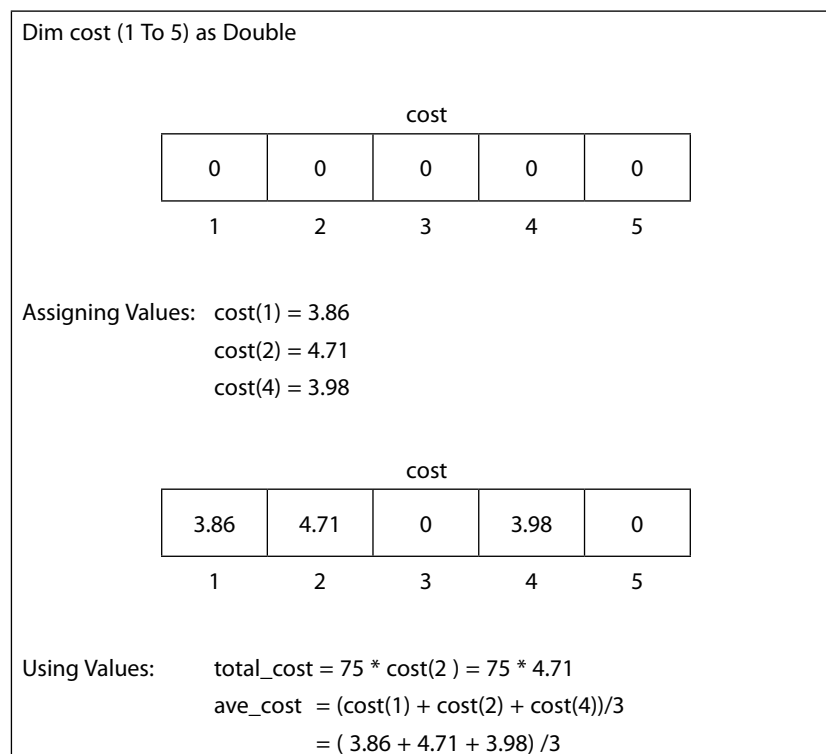 Dim cost (1 To 5) as Double
cost
0 0 0 0 0
1 2 3 4 5
Assigning Values: cost(1) = 3.86
cost(2) = 4.71
cost(4) = 3.98
cost
3.86 4.71 0 3.98 0
1 2 3 4 5
Using Values: total_cost = 75 * cost(2 ) = 75 * 4.71
ave_cost = (cost(1) + cost(2) + cost(4))/3
= ( 3.86 + 4.71 + 3.98) /3